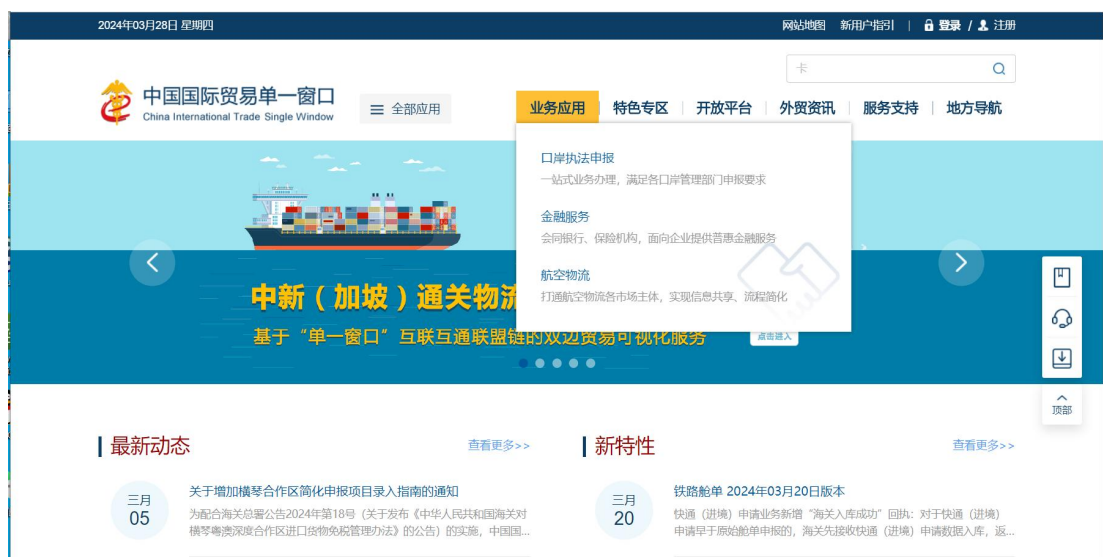 2024年03月28日 星期四
网站地图 新用户指引 | 登录 / 注册
卡
中国国际贸易单一窗口
China International Trade Single Window
全部应用
业务应用 | 特色专区 | 开放平台 | 外贸资讯 | 服务支持 | 地方导航
口岸执法申报
一站式业务办理，满足各口岸管理部门申报要求
金融服务
会同银行、保险机构，面向企业提供普惠金融服务
航空物流
打通航空物流各市场主体，实现信息共享、流程简化
中新（加坡）通关物流
基于“单一窗口”互联互通联盟链的双边贸易可视化服务
点击进入
顶部
最新动态
查看更多>>
三月
05
关于增加横琴合作区简化申报项目录入指南的通知
为配合海关总署公告2024年第18号（关于发布《中华人民共和国海关对
横琴粤澳深度合作区进口货物免税管理办法》的公告）的实施，中国国...
新特性
查看更多>>
三月
20
铁路舱单 2024年03月20日版本
快通（进境）申请业务新增“海关入库成功”回执：对于快通（进境）
申请早于原始舱单申报的，海关先接收快通（进境）申请数据入库，返...